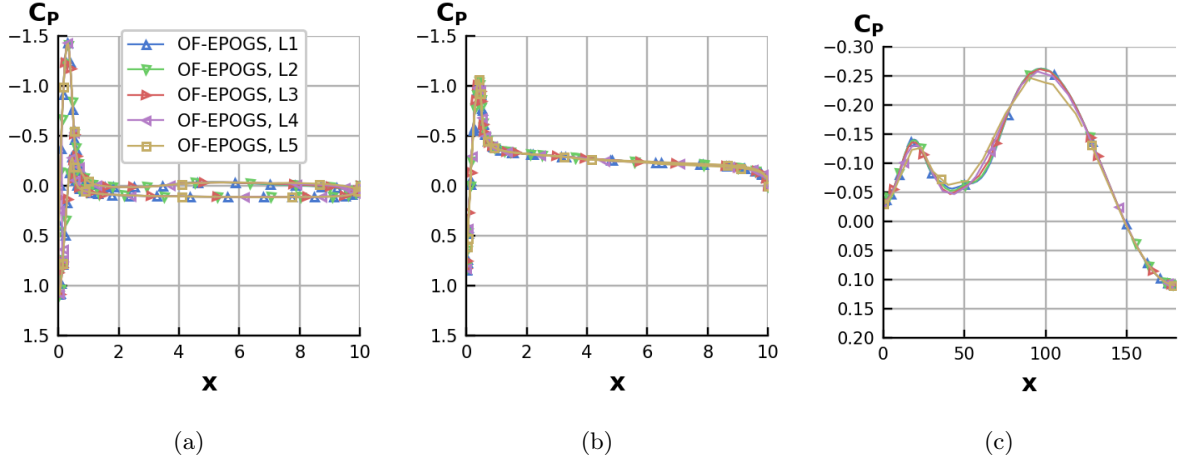 C_P
−1.5
−1.0
−0.5
0.0
0.5
1.0
1.5
0 2 4 6 8 10
x
OF-EPOGS, L1
OF-EPOGS, L2
OF-EPOGS, L3
OF-EPOGS, L4
OF-EPOGS, L5
(a)
C_P
−1.5
−1.0
−0.5
0.0
0.5
1.0
1.5
0 2 4 6 8 10
x
(b)
C_P
−0.30
−0.25
−0.20
−0.15
−0.10
−0.05
0.00
0.05
0.10
0.15
0.20
0 50 100 150
x
(c)